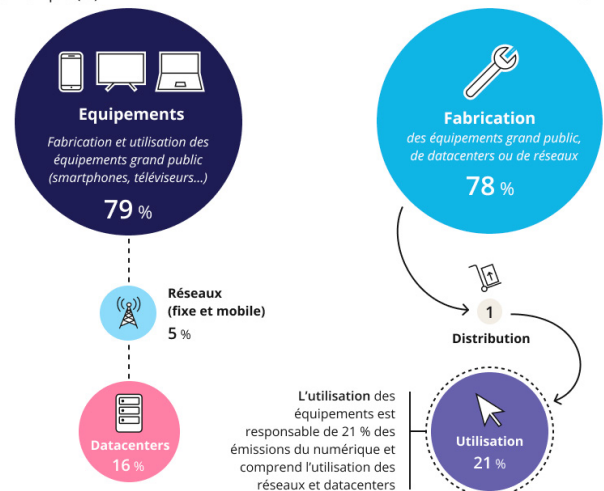 Equipements
Fabrication et utilisation des
équipements grand public
(smartphones, téléviseurs...)
79 %
Réseaux
(fixe et mobile)
5 %
Datacenters
16 %
Fabrication
des équipements grand public,
de datacenters ou de réseaux
78 %
1
Distribution
L'utilisation des
équipements est
responsable de 21 % des
émissions du numérique et
comprend l'utilisation des
réseaux et datacenters
Utilisation
21 %